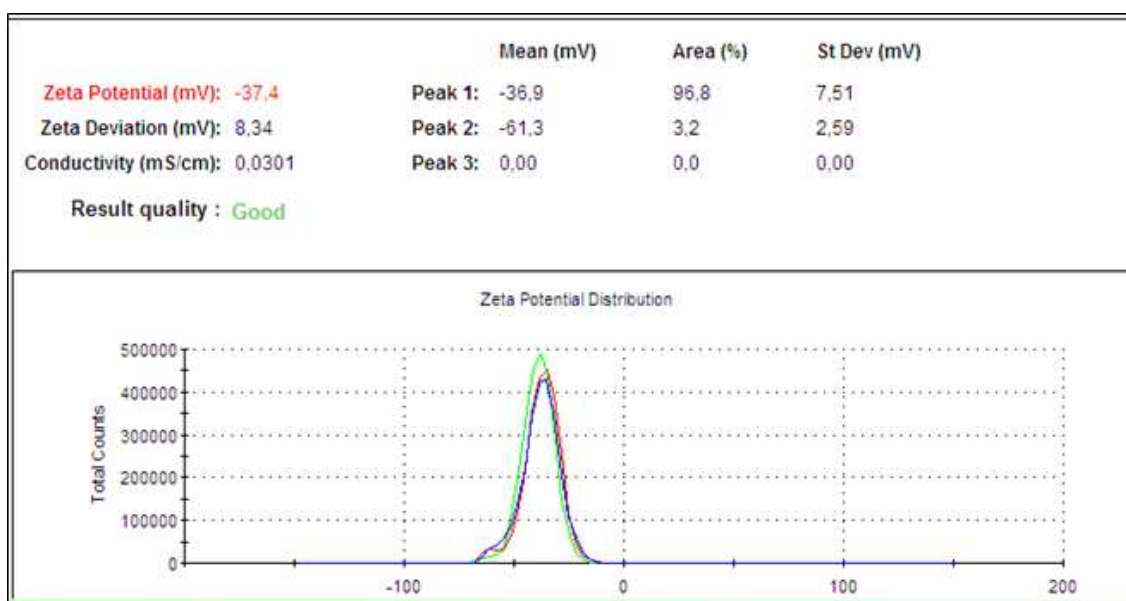 Mean (mV) Area (%) St Dev (mV)
Zeta Potential (mV): -37,4 Peak 1: -36,9 96,8 7,51
Zeta Deviation (mV): 8,34 Peak 2: -61,3 3,2 2,59
Conductivity (mS/cm): 0,0301 Peak 3: 0,00 0,0 0,00
Result quality : Good
Zeta Potential Distribution
500000
400000
300000
200000
100000
0
Total Counts
-100 0 100 200